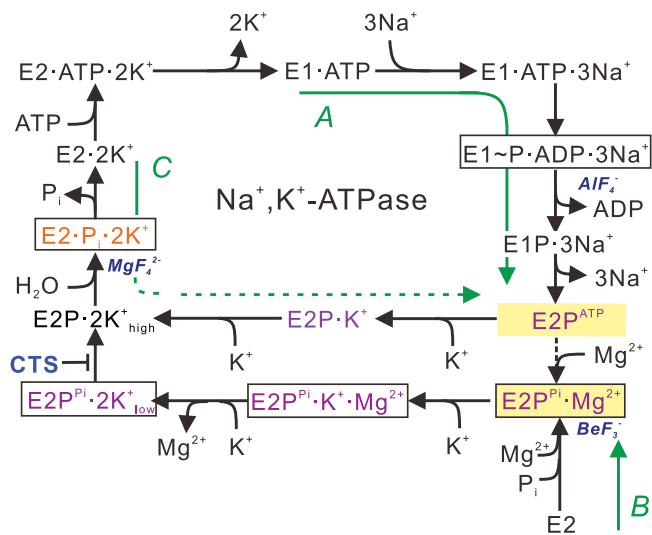 2K⁺ 3Na⁺
E2·ATP·2K⁺ E1·ATP E1·ATP·3Na⁺
A
ATP
E2·2K⁺ C E1~P·ADP·3Na⁺
AlF₄⁻
Pᵢ Na⁺,K⁺-ATPase ADP
E2·Pᵢ·2K⁺ E1P·3Na⁺
MgF₄²⁻
H₂O 3Na⁺
E2P·2K⁺high E2P·K⁺ E2Pᴬᵀᴾ
K⁺ K⁺ Mg²⁺
CTS
E2Pᴾⁱ·2K⁺low E2Pᴾⁱ·K⁺·Mg²⁺ E2Pᴾⁱ·Mg²⁺
BeF₃⁻
Mg²⁺ K⁺ K⁺ Mg²⁺
Pᵢ
E2 B